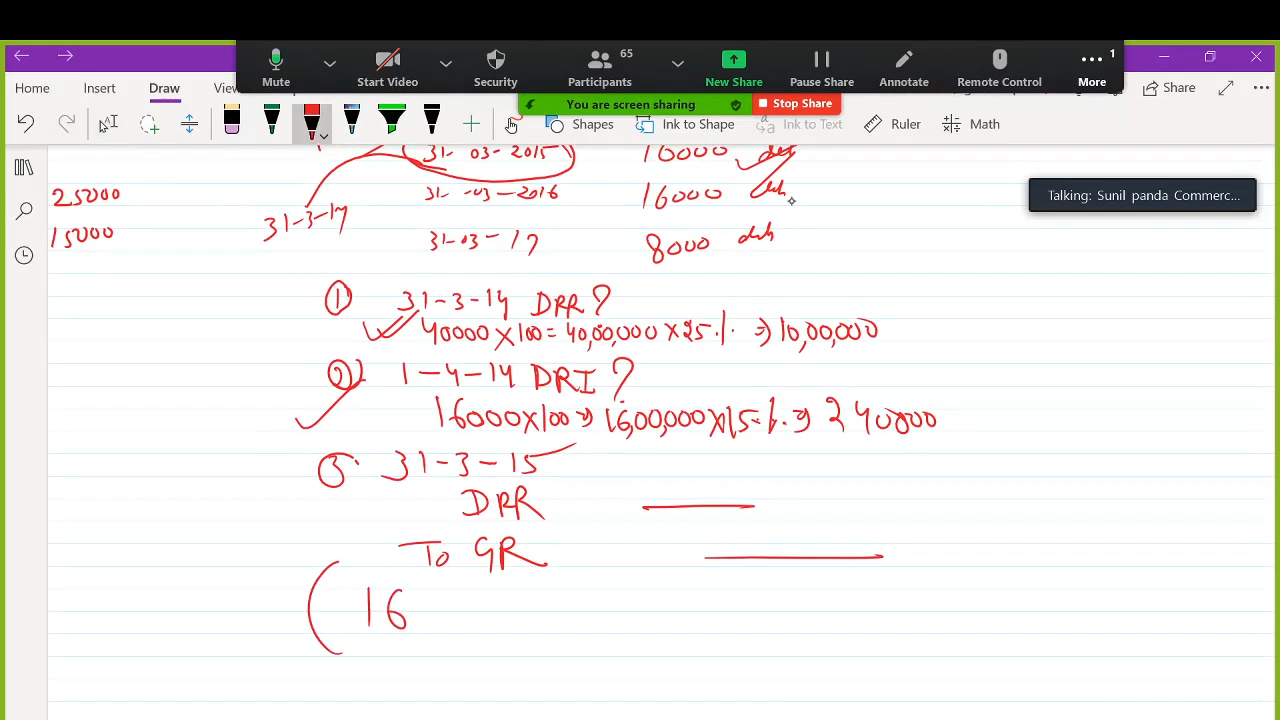 65
1
Mute
Start Video
Security
Participants
New Share
Pause Share
Annotate
Remote Control
More
Home
Insert
Draw
You are screen sharing
Stop Share
Share
Shapes
Ink to Shape
Ink to Text
Ruler
Math
Talking: Sunil panda Commerc...
31-03-2015
25000
31-3-17
31-03-2016
16000 deb
15000
31-03-17
8000 deb
① 31-3-14 DRR?
40000×100=40,00,000×25%⇒10,00,000
② 1-4-14 DRI?
16000×100⇒16,00,000×15%⇒240000
③ 31-3-15
DRR
To GR
(16